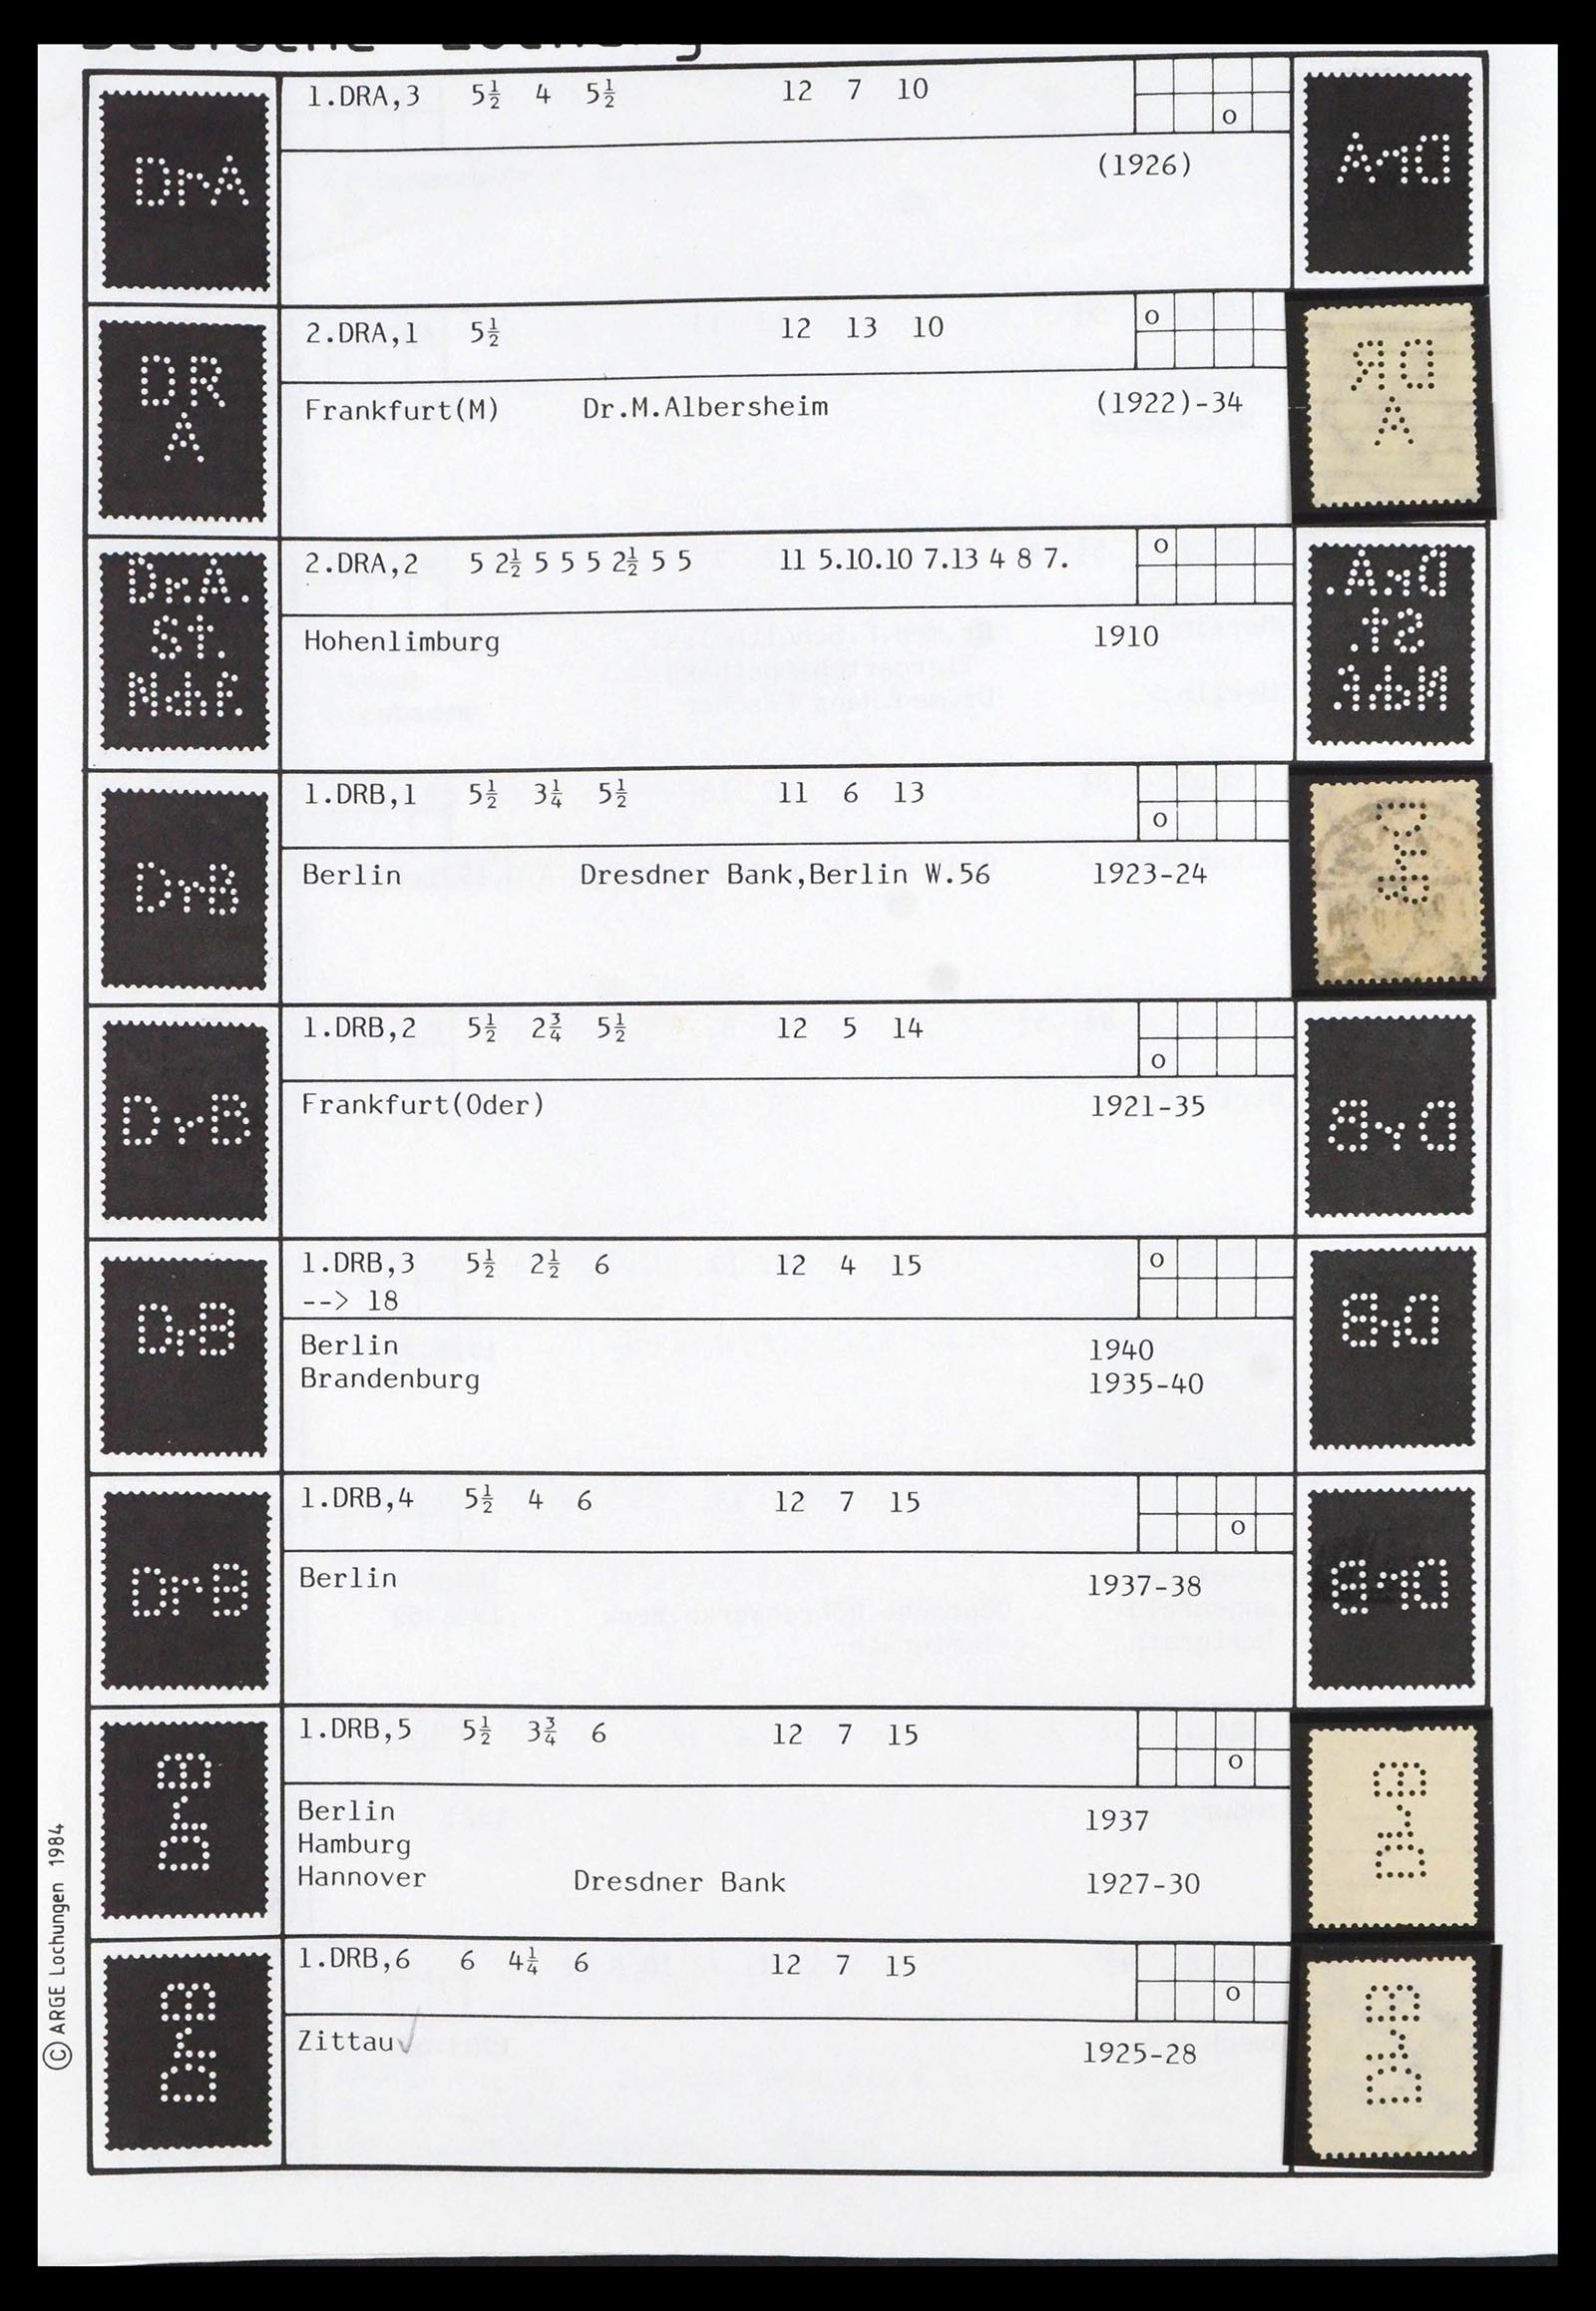 1.DRA,3 5½ 4 5½ 12 7 10
o
DrA
(1926)
2.DRA,1 5½ 12 13 10
o
DR
A
Frankfurt(M) Dr.M.Albersheim (1922)-34
2.DRA,2 5 2½ 5 5 5 2½ 5 5 11 5.10.10 7.13 4 8 7.
o
Dr.A.
St.
Hohenlimburg 1910
1.DRB,1 5½ 3¼ 5½ 11 6 13
o
DrB
Berlin Dresdner Bank,Berlin W.56 1923-24
1.DRB,2 5½ 2¾ 5½ 12 5 14
o
DrB
Frankfurt(Oder) 1921-35
1.DRB,3 5½ 2½ 6 12 4 15
o
--> 18
DrB
Berlin 1940
Brandenburg 1935-40
1.DRB,4 5½ 4 6 12 7 15
o
DrB
Berlin 1937-38
1.DRB,5 5½ 3¾ 6 12 7 15
o
DrB
Berlin 1937
Hamburg
Hannover Dresdner Bank 1927-30
1.DRB,6 6 4¼ 6 12 7 15
o
DrB
Zittau 1925-28
© ARGE Lochungen 1984